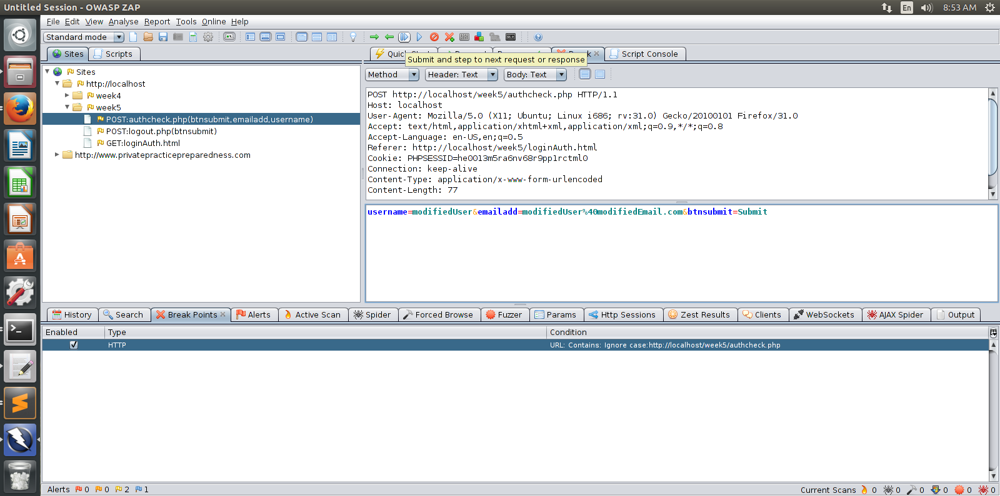 Untitled Session - OWASP ZAP
En 8:53 AM
File Edit View Analyse Report Tools Online Help
Standard mode
Sites Scripts
Quick Script Console
Submit and step to next request or response
Sites
http://localhost
week4
week5
POST:authcheck.php(btnsubmit,emailadd,username)
POST:logout.php(btnsubmit)
GET:loginAuth.html
http://www.privatepracticepreparedness.com
Method Header: Text Body: Text
POST http://localhost/week5/authcheck.php HTTP/1.1
Host: localhost
User-Agent: Mozilla/5.0 (X11; Ubuntu; Linux i686; rv:31.0) Gecko/20100101 Firefox/31.0
Accept: text/html,application/xhtml+xml,application/xml;q=0.9,*/*;q=0.8
Accept-Language: en-US,en;q=0.5
Referer: http://localhost/week5/loginAuth.html
Cookie: PHPSESSID=he0013m5ra6nv68r9pp1rctml0
Connection: keep-alive
Content-Type: application/x-www-form-urlencoded
Content-Length: 77
username=modifiedUser&emailadd=modifiedUser%40modifiedEmail.com&btnsubmit=Submit
History Search Break Points Alerts Active Scan Spider Forced Browse Fuzzer Params Http Sessions Zest Results Clients WebSockets AJAX Spider Output
Enabled Type Condition
HTTP URL: Contains: Ignore case:http://localhost/week5/authcheck.php
Alerts 0 0 2 1 Current Scans 0 0 0 0 0 0